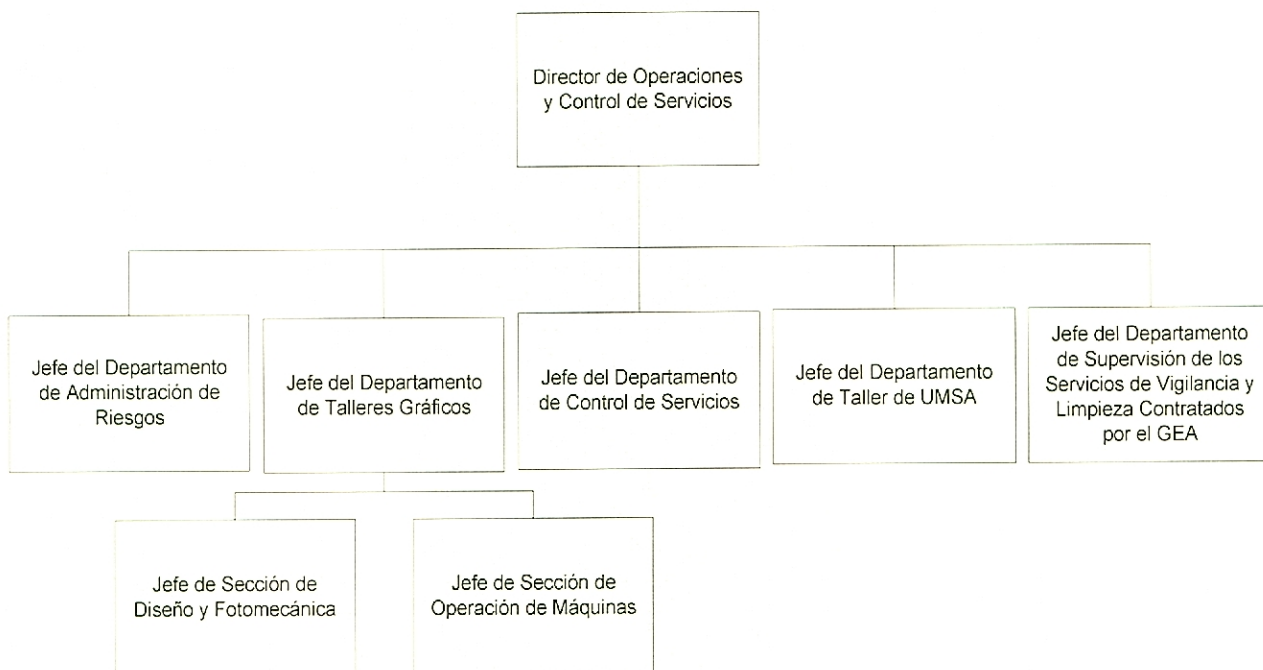 Director de Operaciones
y Control de Servicios
Jefe del Departamento
de Administración de
Riesgos
Jefe del Departamento
de Talleres Gráficos
Jefe del Departamento
de Control de Servicios
Jefe del Departamento
de Taller de UMSA
Jefe del Departamento
de Supervisión de los
Servicios de Vigilancia y
Limpieza Contratados
por el GEA
Jefe de Sección de
Diseño y Fotomecánica
Jefe de Sección de
Operación de Máquinas